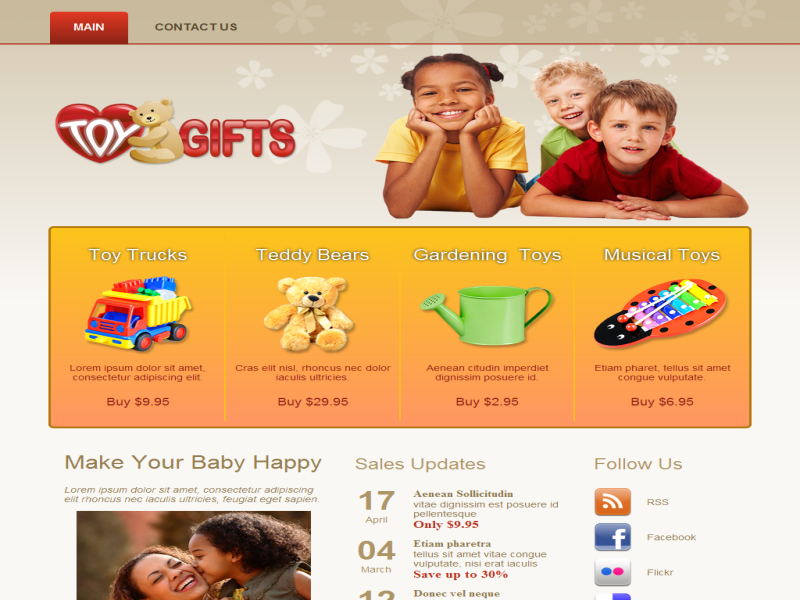 MAIN
CONTACT US
TOY GIFTS
Toy Trucks
Lorem ipsum dolor sit amet,
consectetur adipiscing elit.
Buy $9.95
Teddy Bears
Cras elit nisl, rhoncus nec dolor
iaculis ultricies.
Buy $29.95
Gardening Toys
Aenean citudin imperdiet
dignissim posuere id.
Buy $2.95
Musical Toys
Etiam pharet, tellus sit amet
congue vulputate.
Buy $6.95
Make Your Baby Happy
Lorem ipsum dolor sit amet, consectetur adipiscing
elit rhoncus nec iaculis ultricies, feugiat eget sapien.
Sales Updates
17
April
Aenean Sollicitudin
vitae dignissim est posuere id
pellentesque
Only $9.95
04
March
Etiam pharetra
tellus sit amet vitae congue
vulputate, nisi erat iaculis
Save up to 30%
Donec vel neque
Follow Us
RSS
Facebook
Flickr